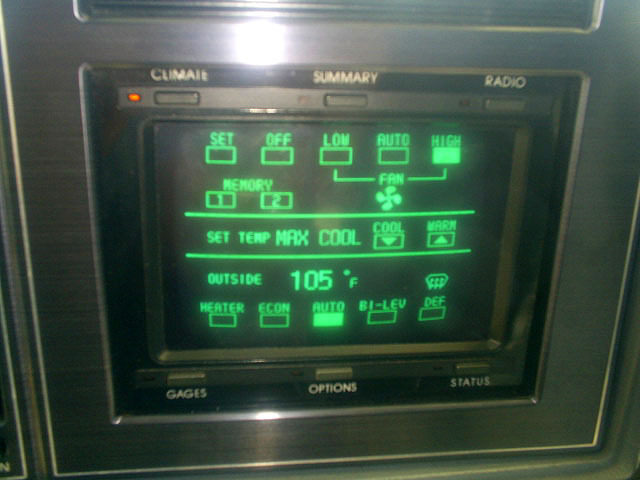 CLIMATE SUMMARY RADIO
SET OFF LOW AUTO HIGH
FAN
MEMORY
1 2
COOL WARM
SET TEMP MAX COOL
OUTSIDE 105 °F
HEATER ECON AUTO BI-LEV DEF
GAGES OPTIONS STATUS
N